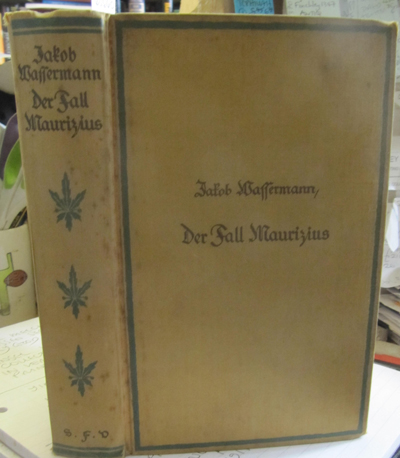 Jakob
Wassermann
Der Fall
Maurizius
S. F. V.
Jakob Wassermann,
Der Fall Maurizius